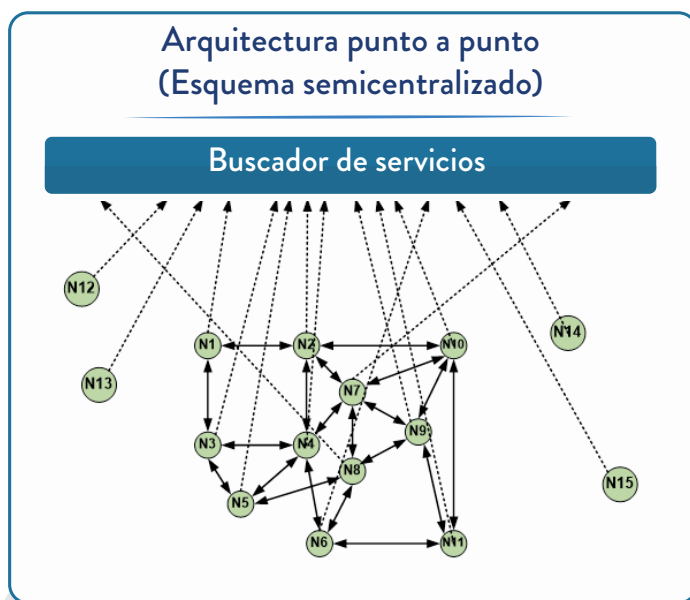 Arquitectura punto a punto
(Esquema semicentralizado)
Buscador de servicios
N12
N14
N1
N2
N10
N13
N7
N9
N3
N4
N8
N15
N5
N6
N11